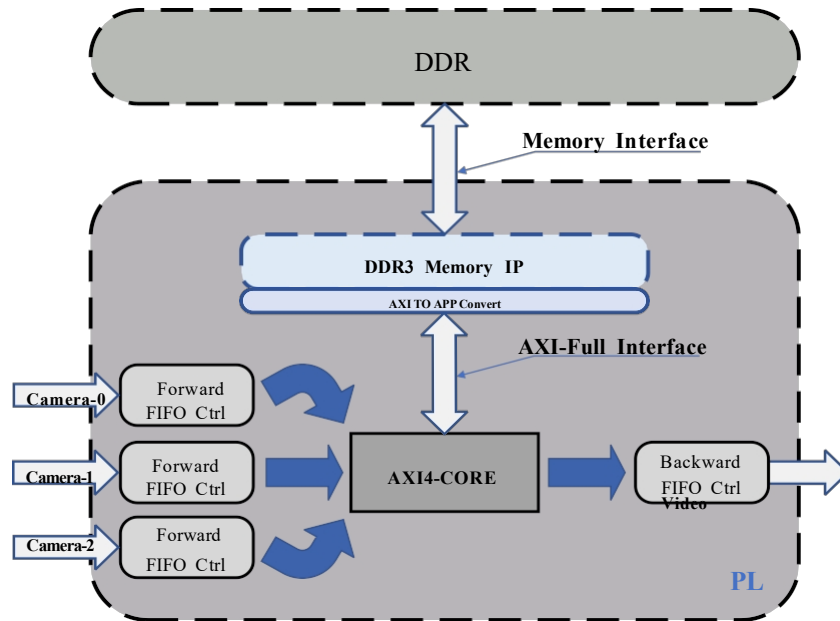 DDR
Memory Interface
DDR3 Memory IP
AXI TO APP Convert
AXI-Full Interface
Camera-0
Forward
FIFO Ctrl
Camera-1
Forward
FIFO Ctrl
AXI4-CORE
Backward
FIFO Ctrl
Video
Camera-2
Forward
FIFO Ctrl
PL